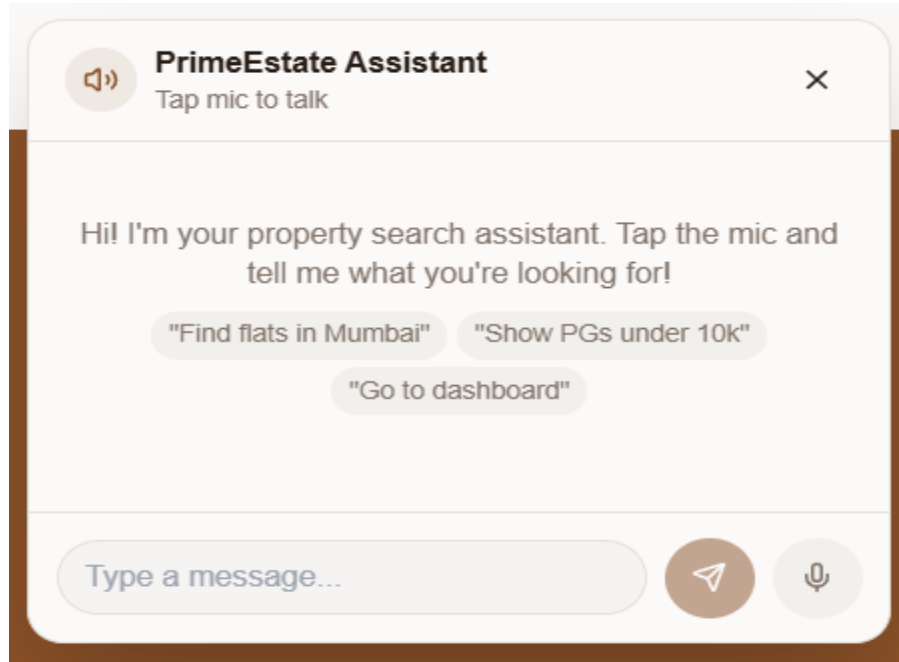 PrimeEstate Assistant
Tap mic to talk
Hi! I'm your property search assistant. Tap the mic and
tell me what you're looking for!
"Find flats in Mumbai" "Show PGs under 10k"
"Go to dashboard"
Type a message...